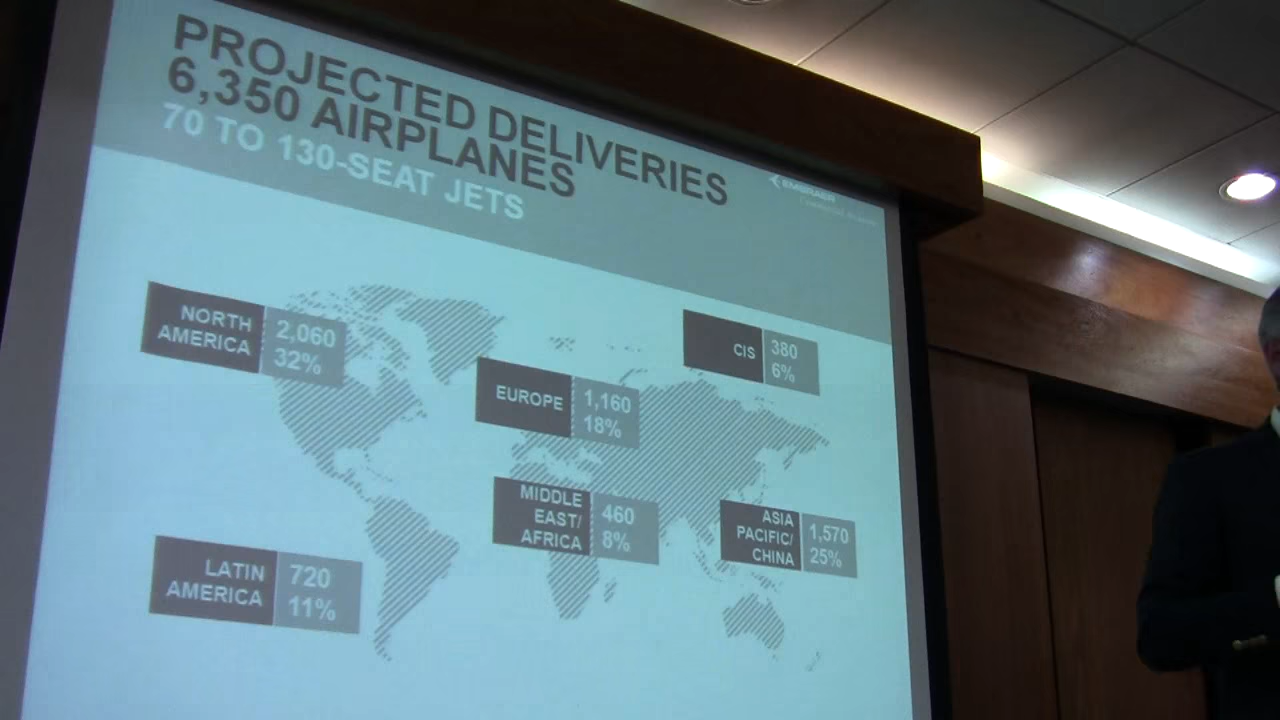 PROJECTED DELIVERIES
6,350 AIRPLANES
70 TO 130-SEAT JETS
EMBRAER
NORTH
AMERICA
2,060
32%
CIS
380
6%
EUROPE
1,160
18%
MIDDLE
EAST/
AFRICA
460
8%
ASIA
PACIFIC/
CHINA
1,570
25%
LATIN
AMERICA
720
11%